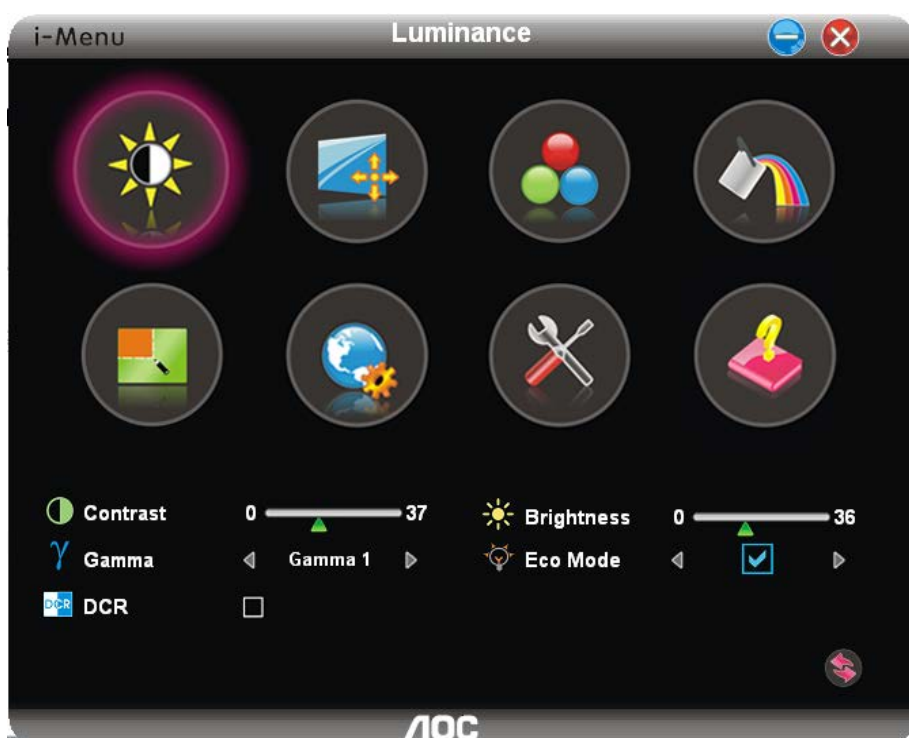 i-Menu
Luminance
Contrast 0 37
Brightness 0 36
γ Gamma Gamma 1
Eco Mode
DCR DCR
AOC